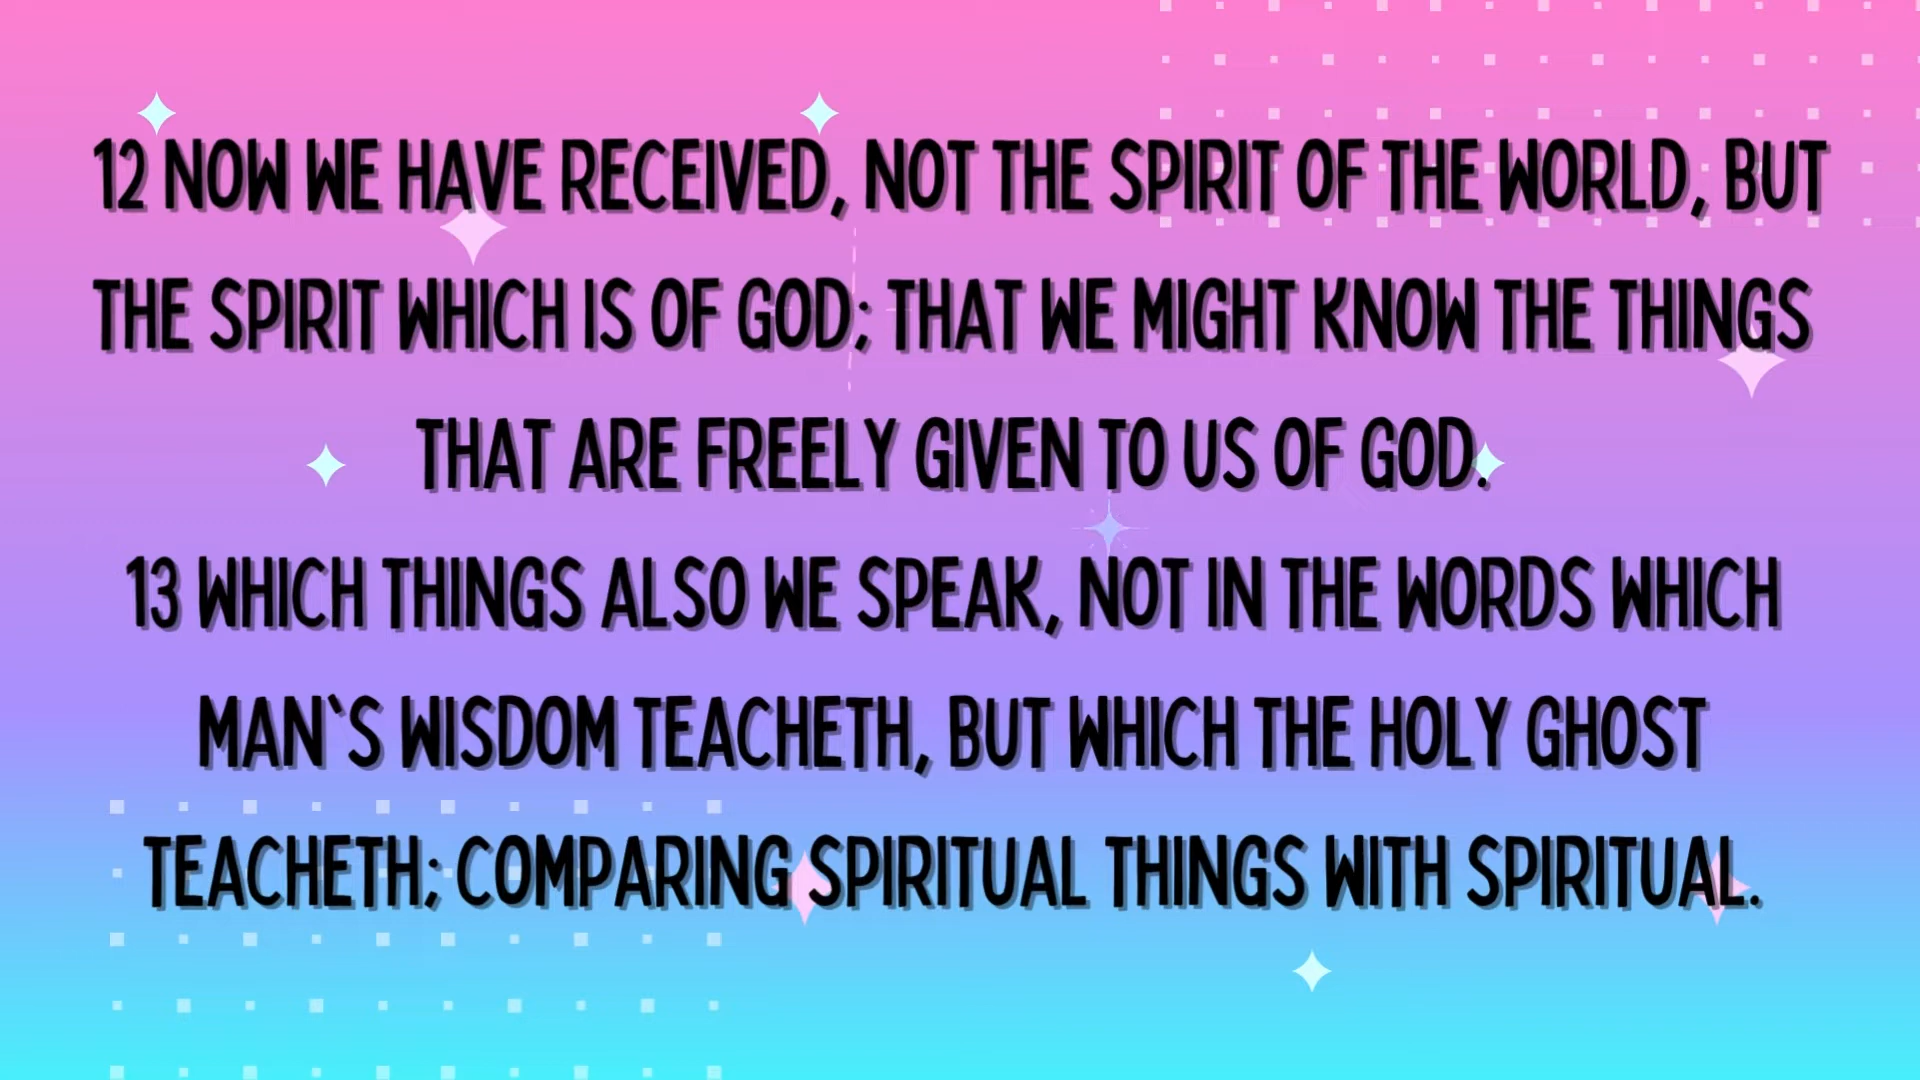 12 NOW WE HAVE RECEIVED, NOT THE SPIRIT OF THE WORLD, BUT
THE SPIRIT WHICH IS OF GOD; THAT WE MIGHT KNOW THE THINGS
THAT ARE FREELY GIVEN TO US OF GOD.
13 WHICH THINGS ALSO WE SPEAK, NOT IN THE WORDS WHICH
MAN`S WISDOM TEACHETH, BUT WHICH THE HOLY GHOST
TEACHETH; COMPARING SPIRITUAL THINGS WITH SPIRITUAL.